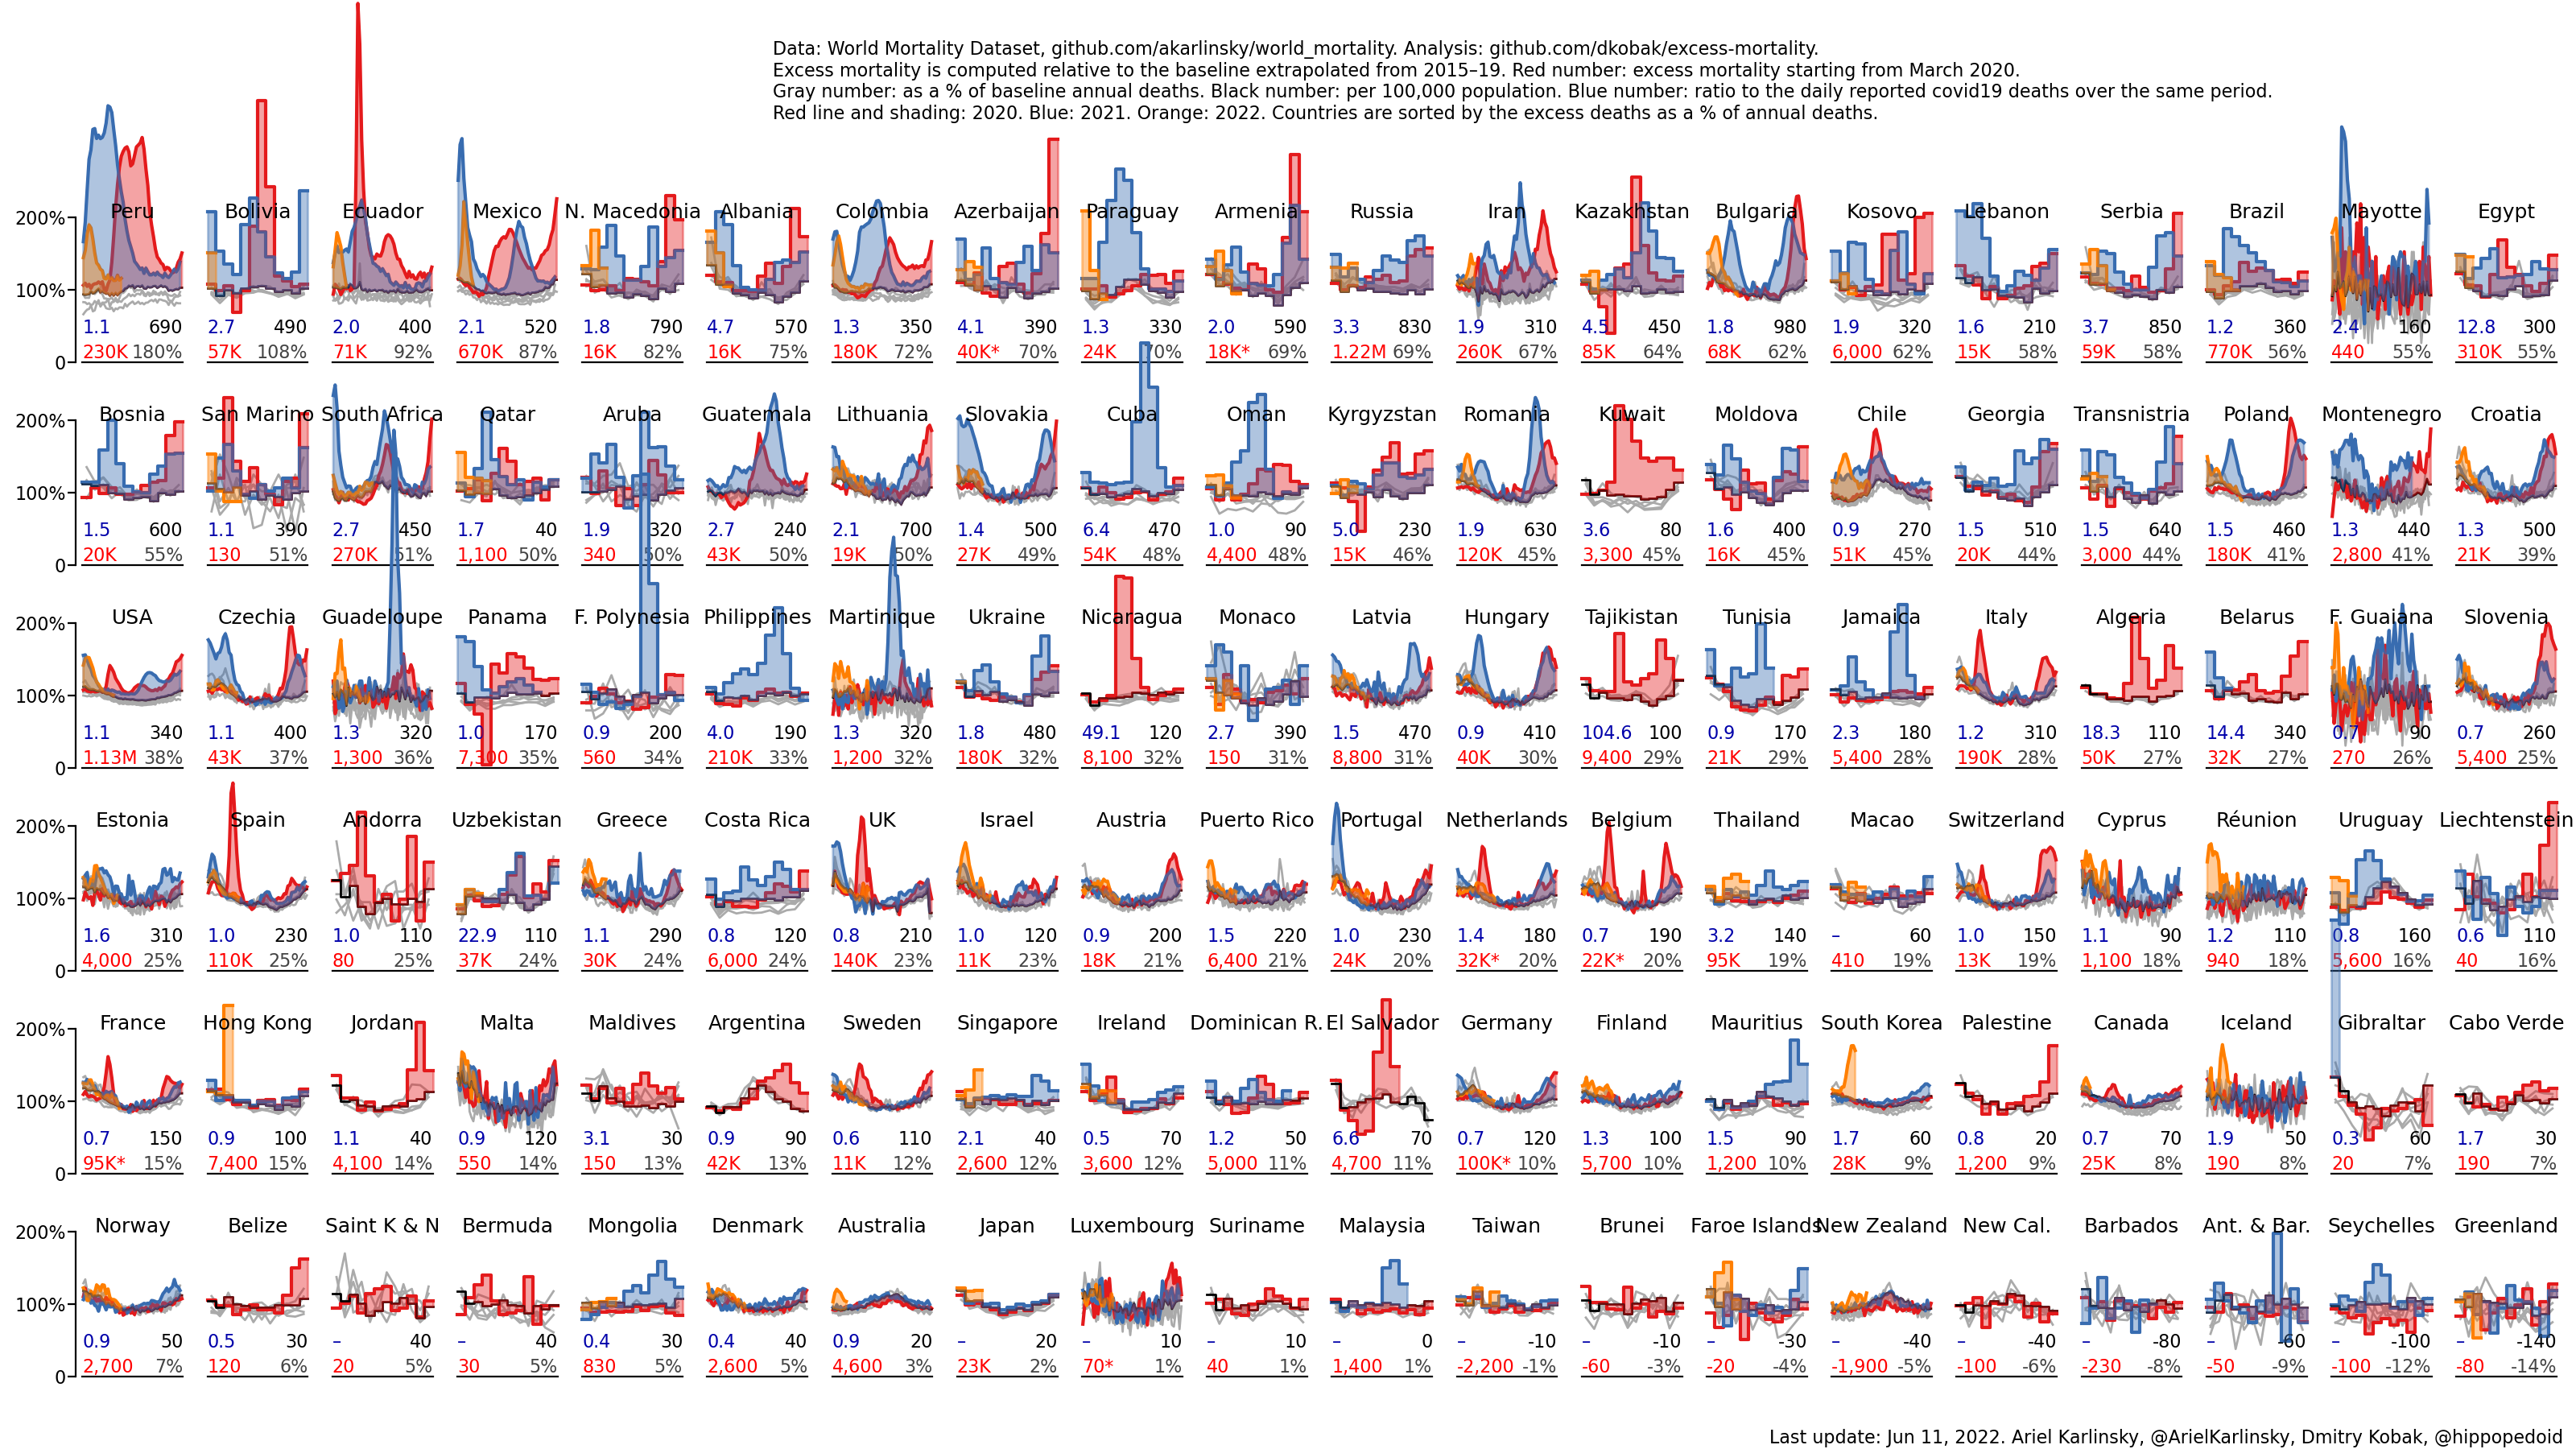 Data: World Mortality Dataset, github.com/akarlinsky/world_mortality. Analysis: github.com/dkobak/excess-mortality.
Excess mortality is computed relative to the baseline extrapolated from 2015–19. Red number: excess mortality starting from March 2020.
Gray number: as a % of baseline annual deaths. Black number: per 100,000 population. Blue number: ratio to the daily reported covid19 deaths over the same period.
Red line and shading: 2020. Blue: 2021. Orange: 2022. Countries are sorted by the excess deaths as a % of annual deaths.
200% Peru Bolivia Ecuador Mexico N. Macedonia Albania Colombia Azerbaijan Paraguay Armenia Russia Iran Kazakhstan Bulgaria Kosovo Lebanon Serbia Brazil Mayotte Egypt
100%
1.1 690 2.7 490 2.0 400 2.1 520 1.8 790 4.7 570 1.3 350 4.1 390 1.3 330 2.0 590 3.3 830 1.9 310 4.5 450 1.8 980 1.9 320 1.6 210 3.7 850 1.2 360 2.4 160 12.8 300
0 230K 180% 57K 108% 71K 92% 670K 87% 16K 82% 16K 75% 180K 72% 40K* 70% 24K 70% 18K* 69% 1.22M 69% 260K 67% 85K 64% 68K 62% 6,000 62% 15K 58% 59K 58% 770K 56% 440 55% 310K 55%
200% Bosnia San Marino South Africa Qatar Aruba Guatemala Lithuania Slovakia Cuba Oman Kyrgyzstan Romania Kuwait Moldova Chile Georgia Transnistria Poland Montenegro Croatia
100%
1.5 600 1.1 390 2.7 450 1.7 40 1.9 320 2.7 240 2.1 700 1.4 500 6.4 470 1.0 90 5.0 230 1.9 630 3.6 80 1.6 400 0.9 270 1.5 510 1.5 640 1.5 460 1.3 440 1.3 500
0 20K 55% 130 51% 270K 51% 1,100 50% 340 50% 43K 50% 19K 50% 27K 49% 54K 48% 4,400 48% 15K 46% 120K 45% 3,300 45% 16K 45% 51K 45% 20K 44% 3,000 44% 180K 41% 2,800 41% 21K 39%
200% USA Czechia Guadeloupe Panama F. Polynesia Philippines Martinique Ukraine Nicaragua Monaco Latvia Hungary Tajikistan Tunisia Jamaica Italy Algeria Belarus F. Guaiana Slovenia
100%
1.1 340 1.1 400 1.3 320 1.0 170 0.9 200 4.0 190 1.3 320 1.8 480 49.1 120 2.7 390 1.5 470 0.9 410 104.6 100 0.9 170 2.3 180 1.2 310 18.3 110 14.4 340 0.7 90 0.7 260
0 1.13M 38% 43K 37% 1,300 36% 7,300 35% 560 34% 210K 33% 1,200 32% 180K 32% 8,100 32% 150 31% 8,800 31% 40K 30% 9,400 29% 21K 29% 5,400 28% 190K 28% 50K 27% 32K 27% 270 26% 5,400 25%
200% Estonia Spain Andorra Uzbekistan Greece Costa Rica UK Israel Austria Puerto Rico Portugal Netherlands Belgium Thailand Macao Switzerland Cyprus Réunion Uruguay Liechtenstein
100%
1.6 310 1.0 230 1.0 110 22.9 110 1.1 290 0.8 120 0.8 210 1.0 120 0.9 200 1.5 220 1.0 230 1.4 180 0.7 190 3.2 140 – 60 1.0 150 1.1 90 1.2 110 0.8 160 0.6 110
0 4,000 25% 110K 25% 80 25% 37K 24% 30K 24% 6,000 24% 140K 23% 11K 23% 18K 21% 6,400 21% 24K 20% 32K* 20% 22K* 20% 95K 19% 410 19% 13K 19% 1,100 18% 940 18% 5,600 16% 40 16%
200% France Hong Kong Jordan Malta Maldives Argentina Sweden Singapore Ireland Dominican R. El Salvador Germany Finland Mauritius South Korea Palestine Canada Iceland Gibraltar Cabo Verde
100%
0.7 150 0.9 100 1.1 40 0.9 120 3.1 30 0.9 90 0.6 110 2.1 40 0.5 70 1.2 50 6.6 70 0.7 120 1.3 100 1.5 90 1.7 60 0.8 20 0.7 70 1.9 50 0.3 60 1.7 30
0 95K* 15% 7,400 15% 4,100 14% 550 14% 150 13% 42K 13% 11K 12% 2,600 12% 3,600 12% 5,000 11% 4,700 11% 100K* 10% 5,700 10% 1,200 10% 28K 9% 1,200 9% 25K 8% 190 8% 20 7% 190 7%
200% Norway Belize Saint K & N Bermuda Mongolia Denmark Australia Japan Luxembourg Suriname Malaysia Taiwan Brunei Faroe Islands New Zealand New Cal. Barbados Ant. & Bar. Seychelles Greenland
100%
0.9 50 0.5 30 – 40 – 40 0.4 30 0.4 40 0.9 20 – 20 – 10 – 10 – 0 – -10 – -10 – -30 – -40 – -40 – -80 – -60 – -100 – -140
0 2,700 7% 120 6% 20 5% 30 5% 830 5% 2,600 5% 4,600 3% 23K 2% 70* 1% 40 1% 1,400 1% -2,200 -1% -60 -3% -20 -4% -1,900 -5% -100 -6% -230 -8% -50 -9% -100 -12% -80 -14%
Last update: Jun 11, 2022. Ariel Karlinsky, @ArielKarlinsky, Dmitry Kobak, @hippopedoid